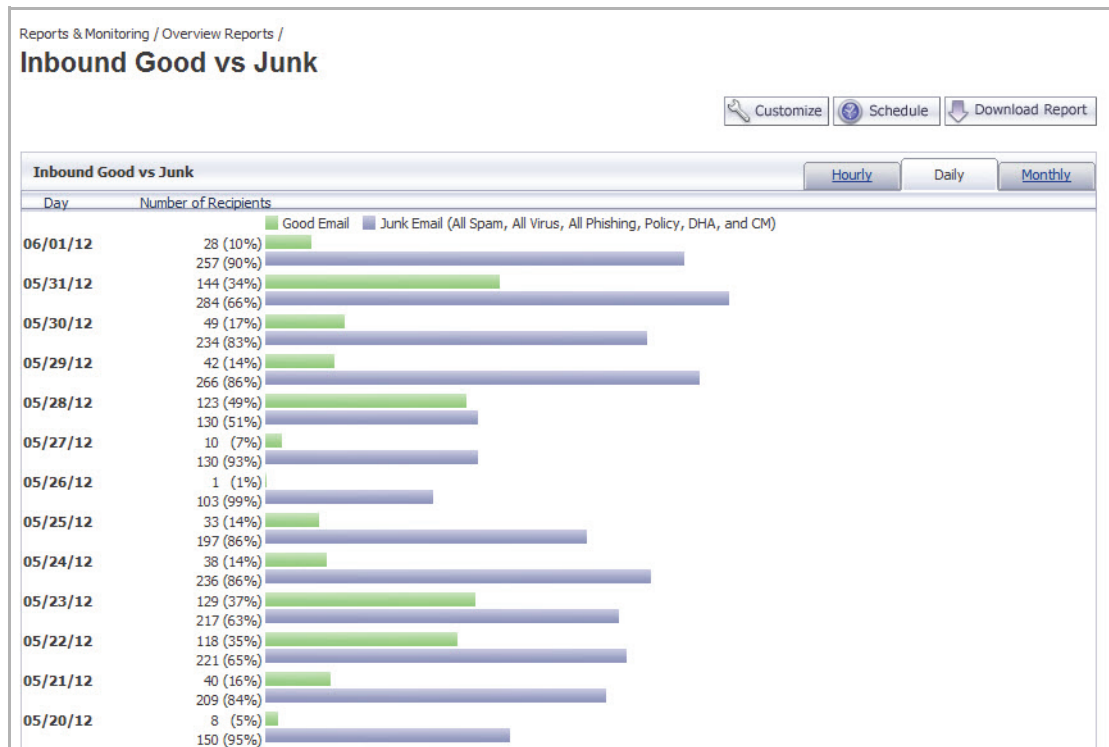 Reports & Monitoring / Overview Reports /
Inbound Good vs Junk
Customize Schedule Download Report
Inbound Good vs Junk Hourly Daily Monthly
Day Number of Recipients
Good Email Junk Email (All Spam, All Virus, All Phishing, Policy, DHA, and CM)
06/01/12 28 (10%)
257 (90%)
05/31/12 144 (34%)
284 (66%)
05/30/12 49 (17%)
234 (83%)
05/29/12 42 (14%)
266 (86%)
05/28/12 123 (49%)
130 (51%)
05/27/12 10 (7%)
130 (93%)
05/26/12 1 (1%)
103 (99%)
05/25/12 33 (14%)
197 (86%)
05/24/12 38 (14%)
236 (86%)
05/23/12 129 (37%)
217 (63%)
05/22/12 118 (35%)
221 (65%)
05/21/12 40 (16%)
209 (84%)
05/20/12 8 (5%)
150 (95%)